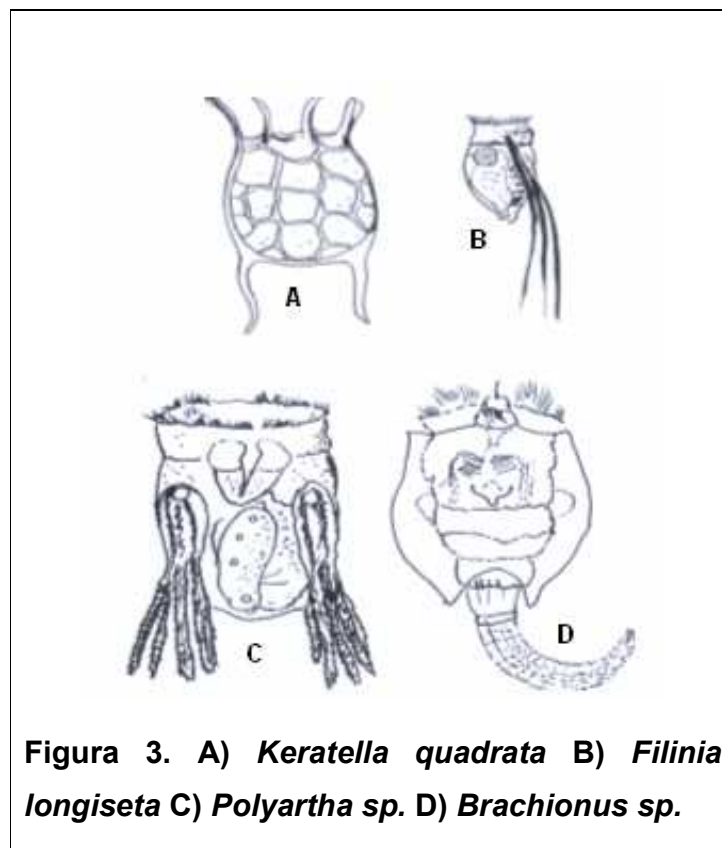 A
B
C
D
Figura 3. A) Keratella quadrata B) Filinia
longiseta C) Polyartha sp. D) Brachionus sp.